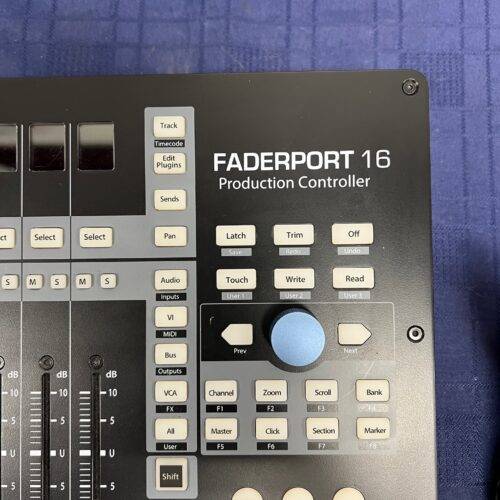 Track
Timecode
Edit
Plugins
Sends
Pan
FADERPORT 16
Production Controller
Select
Select
Latch
Trim
Off
Save
Redo
Undo
Touch
Write
Read
User 1
User 2
User 3
S
M S
M S
Audio
Inputs
VI
MIDI
Bus
Outputs
VCA
FX
All
User
Shift
Prev
Next
Channel
Zoom
Scroll
Bank
F1
F2
F3
F4
Master
Click
Section
Marker
F5
F6
F7
F8
dB
dB
10
10
10
5
5
5
5
5
5